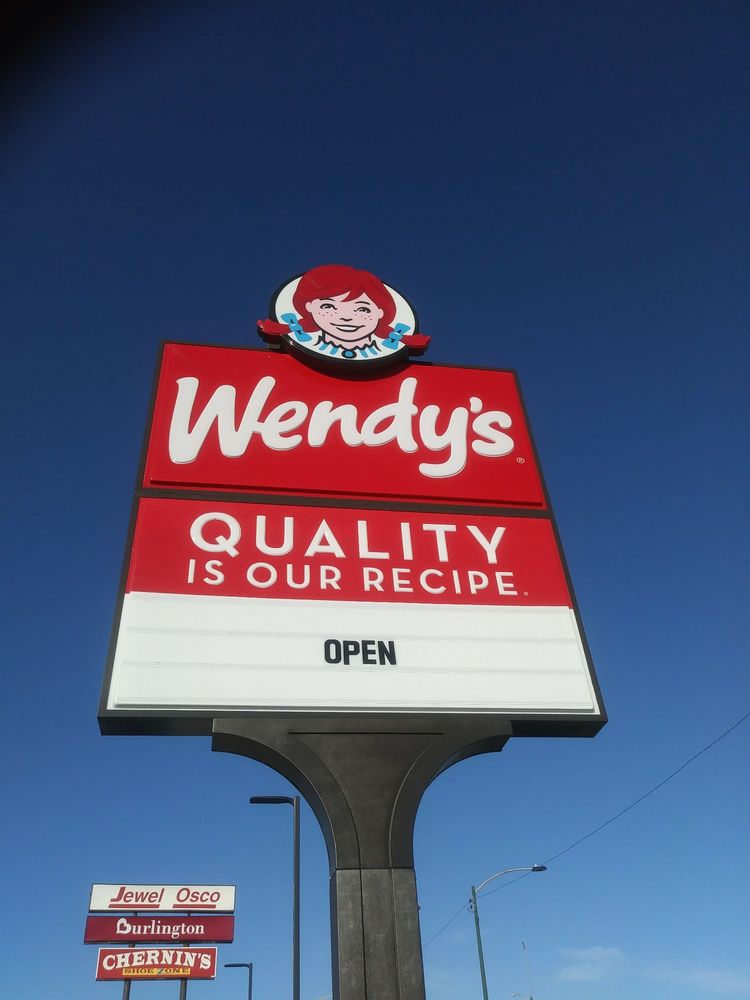 Wendy's®
QUALITY
IS OUR RECIPE
OPEN
Jewel Osco
Burlington
CHERNIN'S
SHOE ZONE